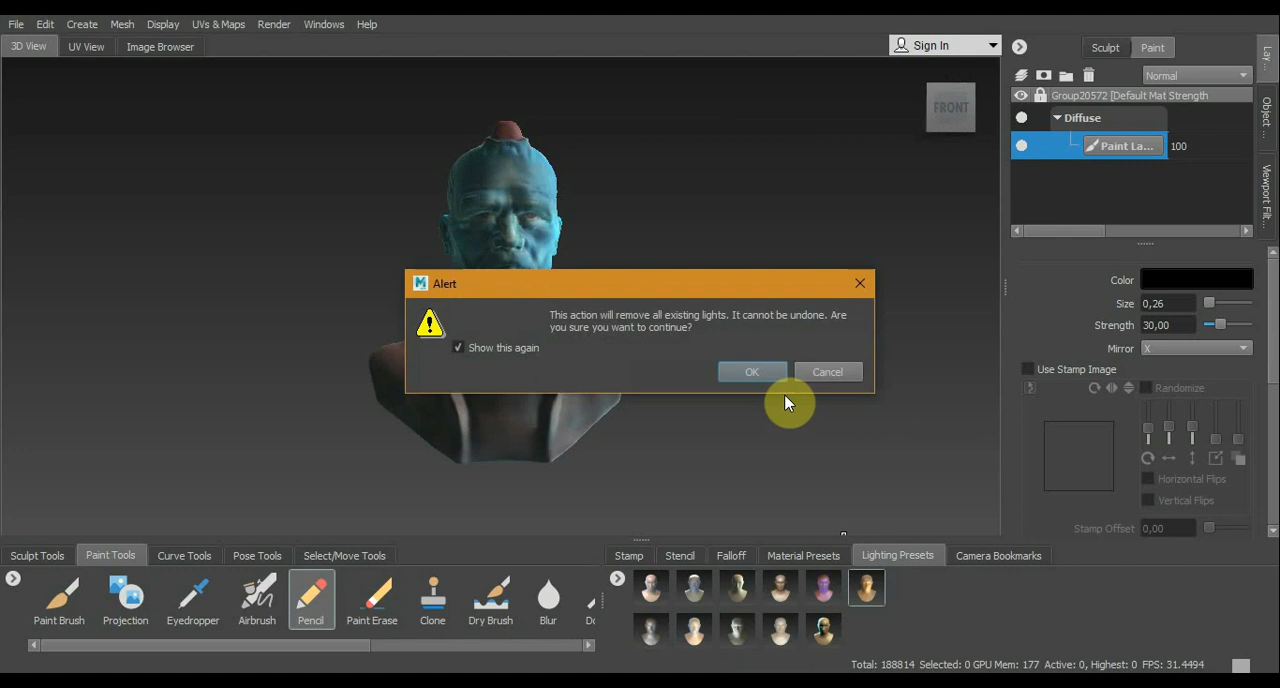 File Edit Create Mesh Display UVs & Maps Render Windows Help
3D View UV View Image Browser
Sign In
Sculpt Paint
Lay...
Normal
FRONT
Group20572 [Default Mat Strength
Object ...
Diffuse
Paint La... 100
Viewport Filt...
Alert
This action will remove all existing lights. It cannot be undone. Are
you sure you want to continue?
Show this again
OK Cancel
Color
Size 0,26
Strength 30,00
Mirror X
Use Stamp Image
Randomize
Horizontal Flips
Vertical Flips
Stamp Offset 0,00
Sculpt Tools Paint Tools Curve Tools Pose Tools Select/Move Tools
Stamp Stencil Falloff Material Presets Lighting Presets Camera Bookmarks
Paint Brush Projection Eyedropper Airbrush Pencil Paint Erase Clone Dry Brush Blur Do
Total: 188814 Selected: 0 GPU Mem: 177 Active: 0, Highest: 0 FPS: 31.4494